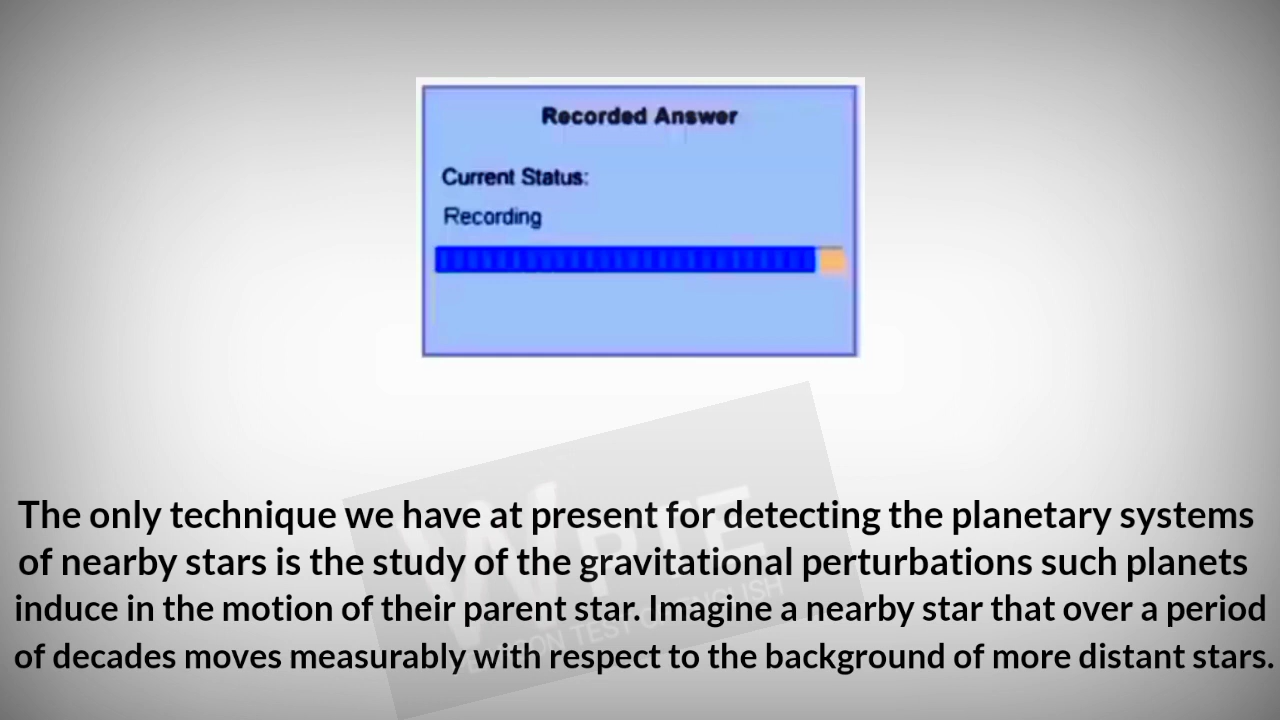 Recorded Answer
Current Status:
Recording
The only technique we have at present for detecting the planetary systems
of nearby stars is the study of the gravitational perturbations such planets
induce in the motion of their parent star. Imagine a nearby star that over a period
of decades moves measurably with respect to the background of more distant stars.